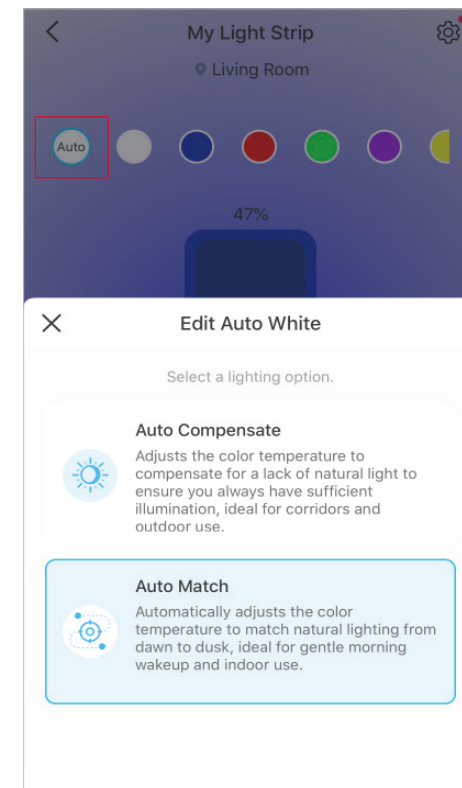 My Light Strip
Living Room
Auto
47%
Edit Auto White
Select a lighting option.
Auto Compensate
Adjusts the color temperature to
compensate for a lack of natural light to
ensure you always have sufficient
illumination, ideal for corridors and
outdoor use.
Auto Match
Automatically adjusts the color
temperature to match natural lighting from
dawn to dusk, ideal for gentle morning
wakeup and indoor use.